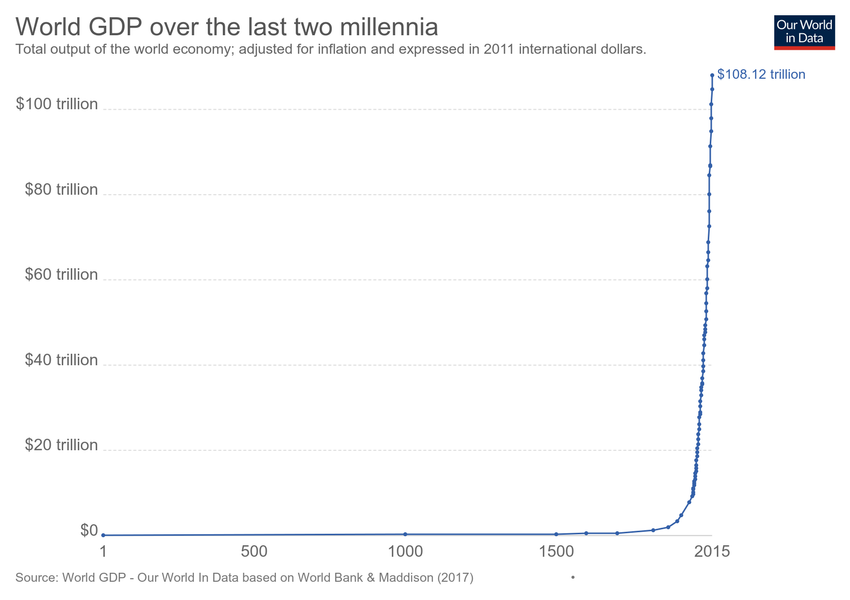 World GDP over the last two millennia
Total output of the world economy; adjusted for inflation and expressed in 2011 international dollars.
Our World
in Data
$108.12 trillion
$100 trillion
$80 trillion
$60 trillion
$40 trillion
$20 trillion
$0
1 500 1000 1500 2015
Source: World GDP - Our World In Data based on World Bank & Maddison (2017) •